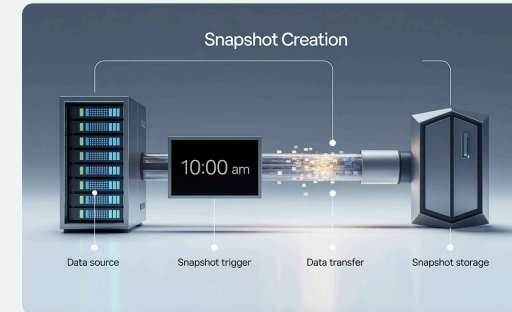 Snapshot Creation
10:00 am
Data source
Snapshot trigger
Data transfer
Snapshot storage